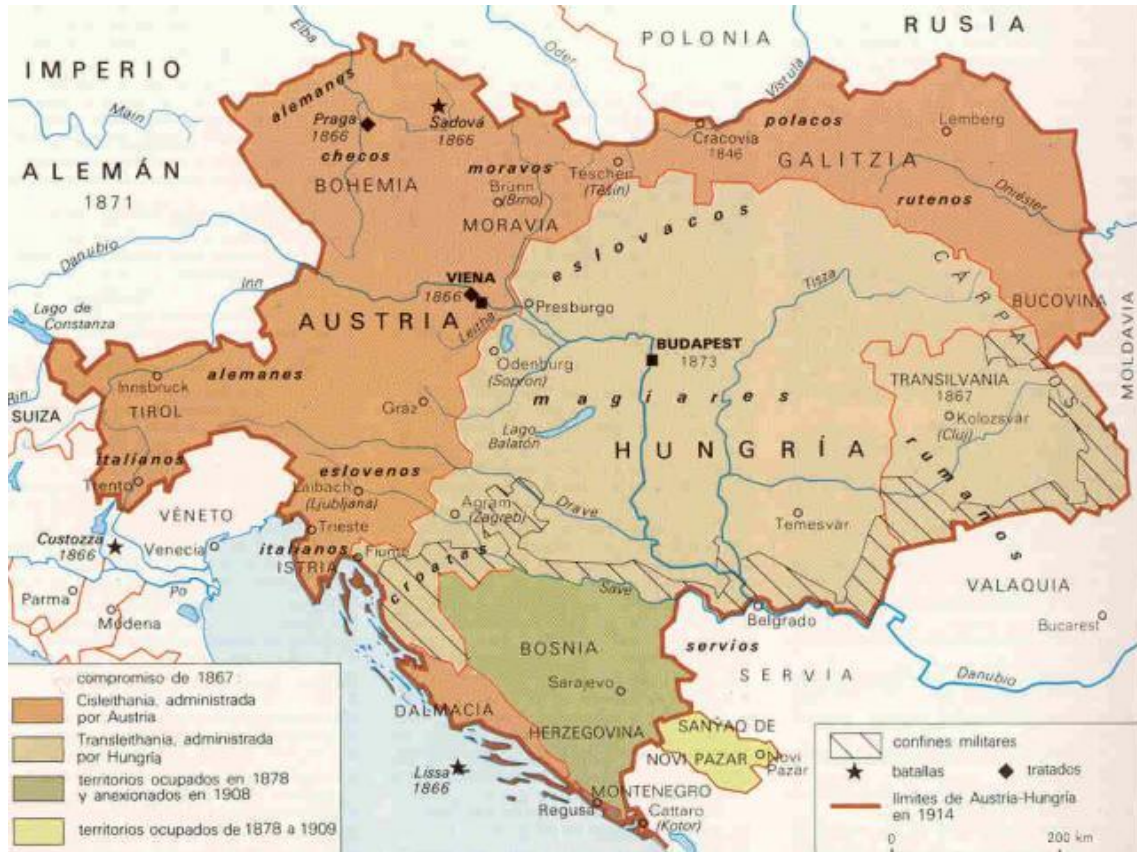 RUSIA
POLONIA
IMPERIO
ALEMÁN
1871
Elba
Oder
Vistula
Main
alemanes
Praga
1866
Sadová
1866
checos
BOHEMIA
moravos
Brünn
(Brno)
MORAVIA
Teschen
(Těšín)
Cracovia
1846
polacos
Lemberg
GALITZIA
rutenos
Dniéster
Danubio
Inn
Lago de
Constanza
VIENA
1866
AUSTRIA
Leitha
eslovacos
Presburgo
Tisza
CÁRPATOS
BUCOVINA
MOLDAVIA
BUDAPEST
1873
Odenburg
(Sopron)
TRANSILVANIA
1867
Kolozsvár
(Cluj)
alemanes
Innsbruck
TIROL
SUIZA
Graz
magiares
Lago
Balatón
HUNGRÍA
rumanos
italianos
Trento
eslovenos
Laibach
(Ljubljana)
Agram
(Zagreb)
Drave
Temesvár
VÉNETO
Custozza
1866
Venecia
Trieste
italianos
ISTRIA
Fiume
croatas
Save
VALAQUIA
Bucarest
Parma
Po
Módena
Belgrado
BOSNIA
Sarajevo
servios
SERVIA
Danubio
DALMACIA
HERZEGOVINA
SANYAQ DE
NOVI PAZAR
Novi
Pazar
Lissa
1866
MONTENEGRO
Regusa
Cattaro
(Kotor)
compromiso de 1867:
Cisleithania, administrada
por Austria
Transleithania, administrada
por Hungría
territorios ocupados en 1878
y anexionados en 1908
territorios ocupados de 1878 a 1909
confines militares
batallas
tratados
límites de Austria-Hungría
en 1914
0
200 km